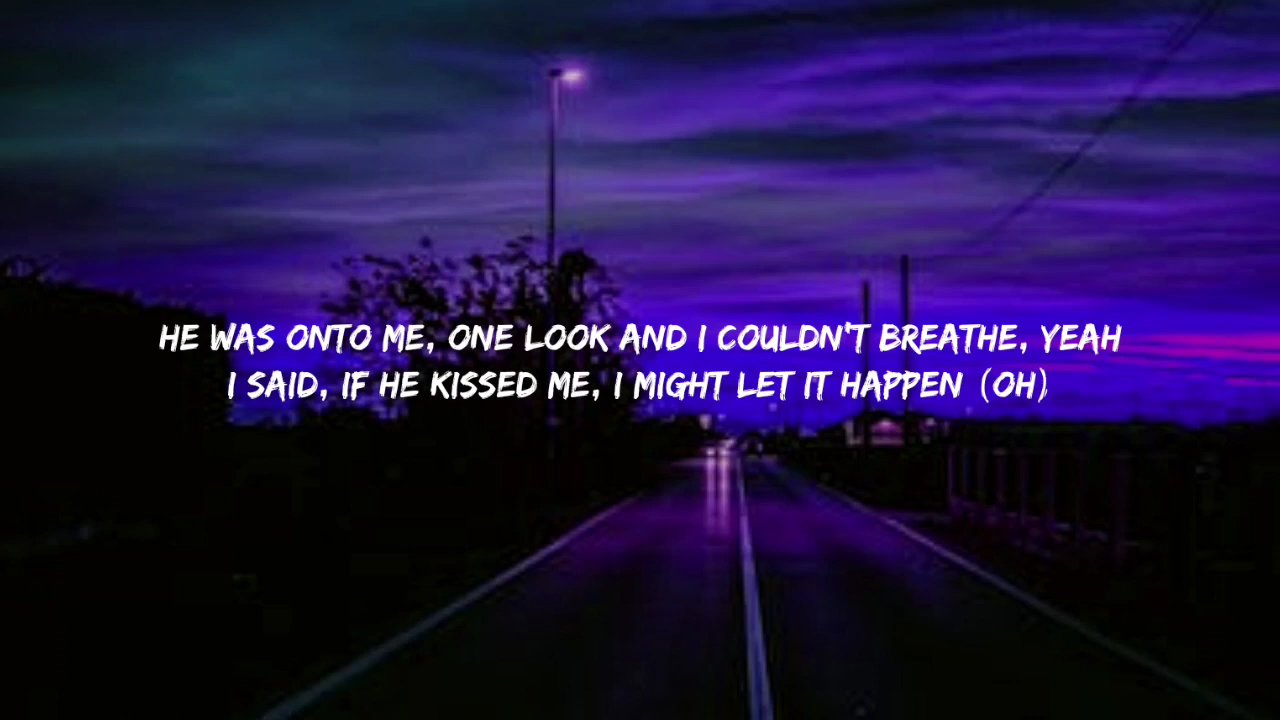 HE WAS ONTO ME, ONE LOOK AND I COULDN'T BREATHE, YEAH
I SAID, IF HE KISSED ME, I MIGHT LET IT HAPPEN (OH)